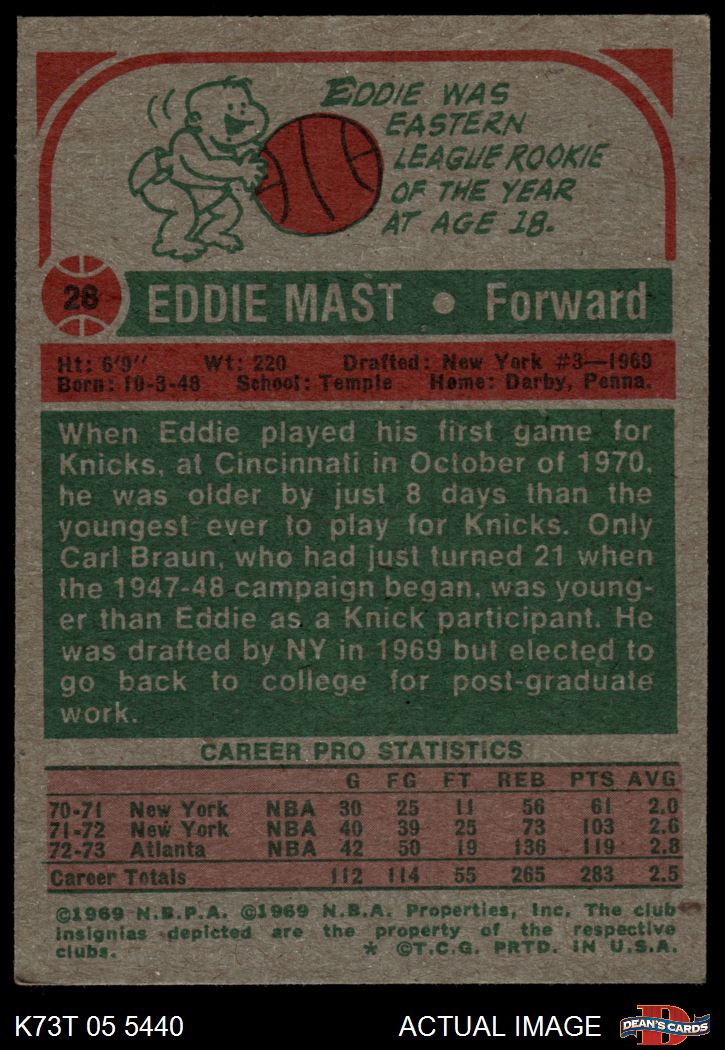 EDDIE WAS
EASTERN
LEAGUE ROOKIE
OF THE YEAR
AT AGE 18.
28 EDDIE MAST • Forward
Ht: 6'9" Wt: 220 Drafted: New York #3—1969
Born: 10-3-48 School: Temple Home: Darby, Penna.
When Eddie played his first game for
Knicks, at Cincinnati in October of 1970,
he was older by just 8 days than the
youngest ever to play for Knicks. Only
Carl Braun, who had just turned 21 when
the 1947-48 campaign began, was young-
er than Eddie as a Knick participant. He
was drafted by NY in 1969 but elected to
go back to college for post-graduate
work.
CAREER PRO STATISTICS
G FG FT REB PTS AVG
70-71 New York NBA 30 25 11 56 61 2.0
71-72 New York NBA 40 39 25 73 103 2.6
72-73 Atlanta NBA 42 50 19 136 119 2.8
Career Totals 112 114 55 265 283 2.5
©1969 N.B.P.A. ©1969 N.B.A. Properties, Inc. The club
insignias depicted are the property of the respective
clubs. * ©T.C.G. PRTD. IN U.S.A.
K73T 05 5440 ACTUAL IMAGE DEAN'S CARDS